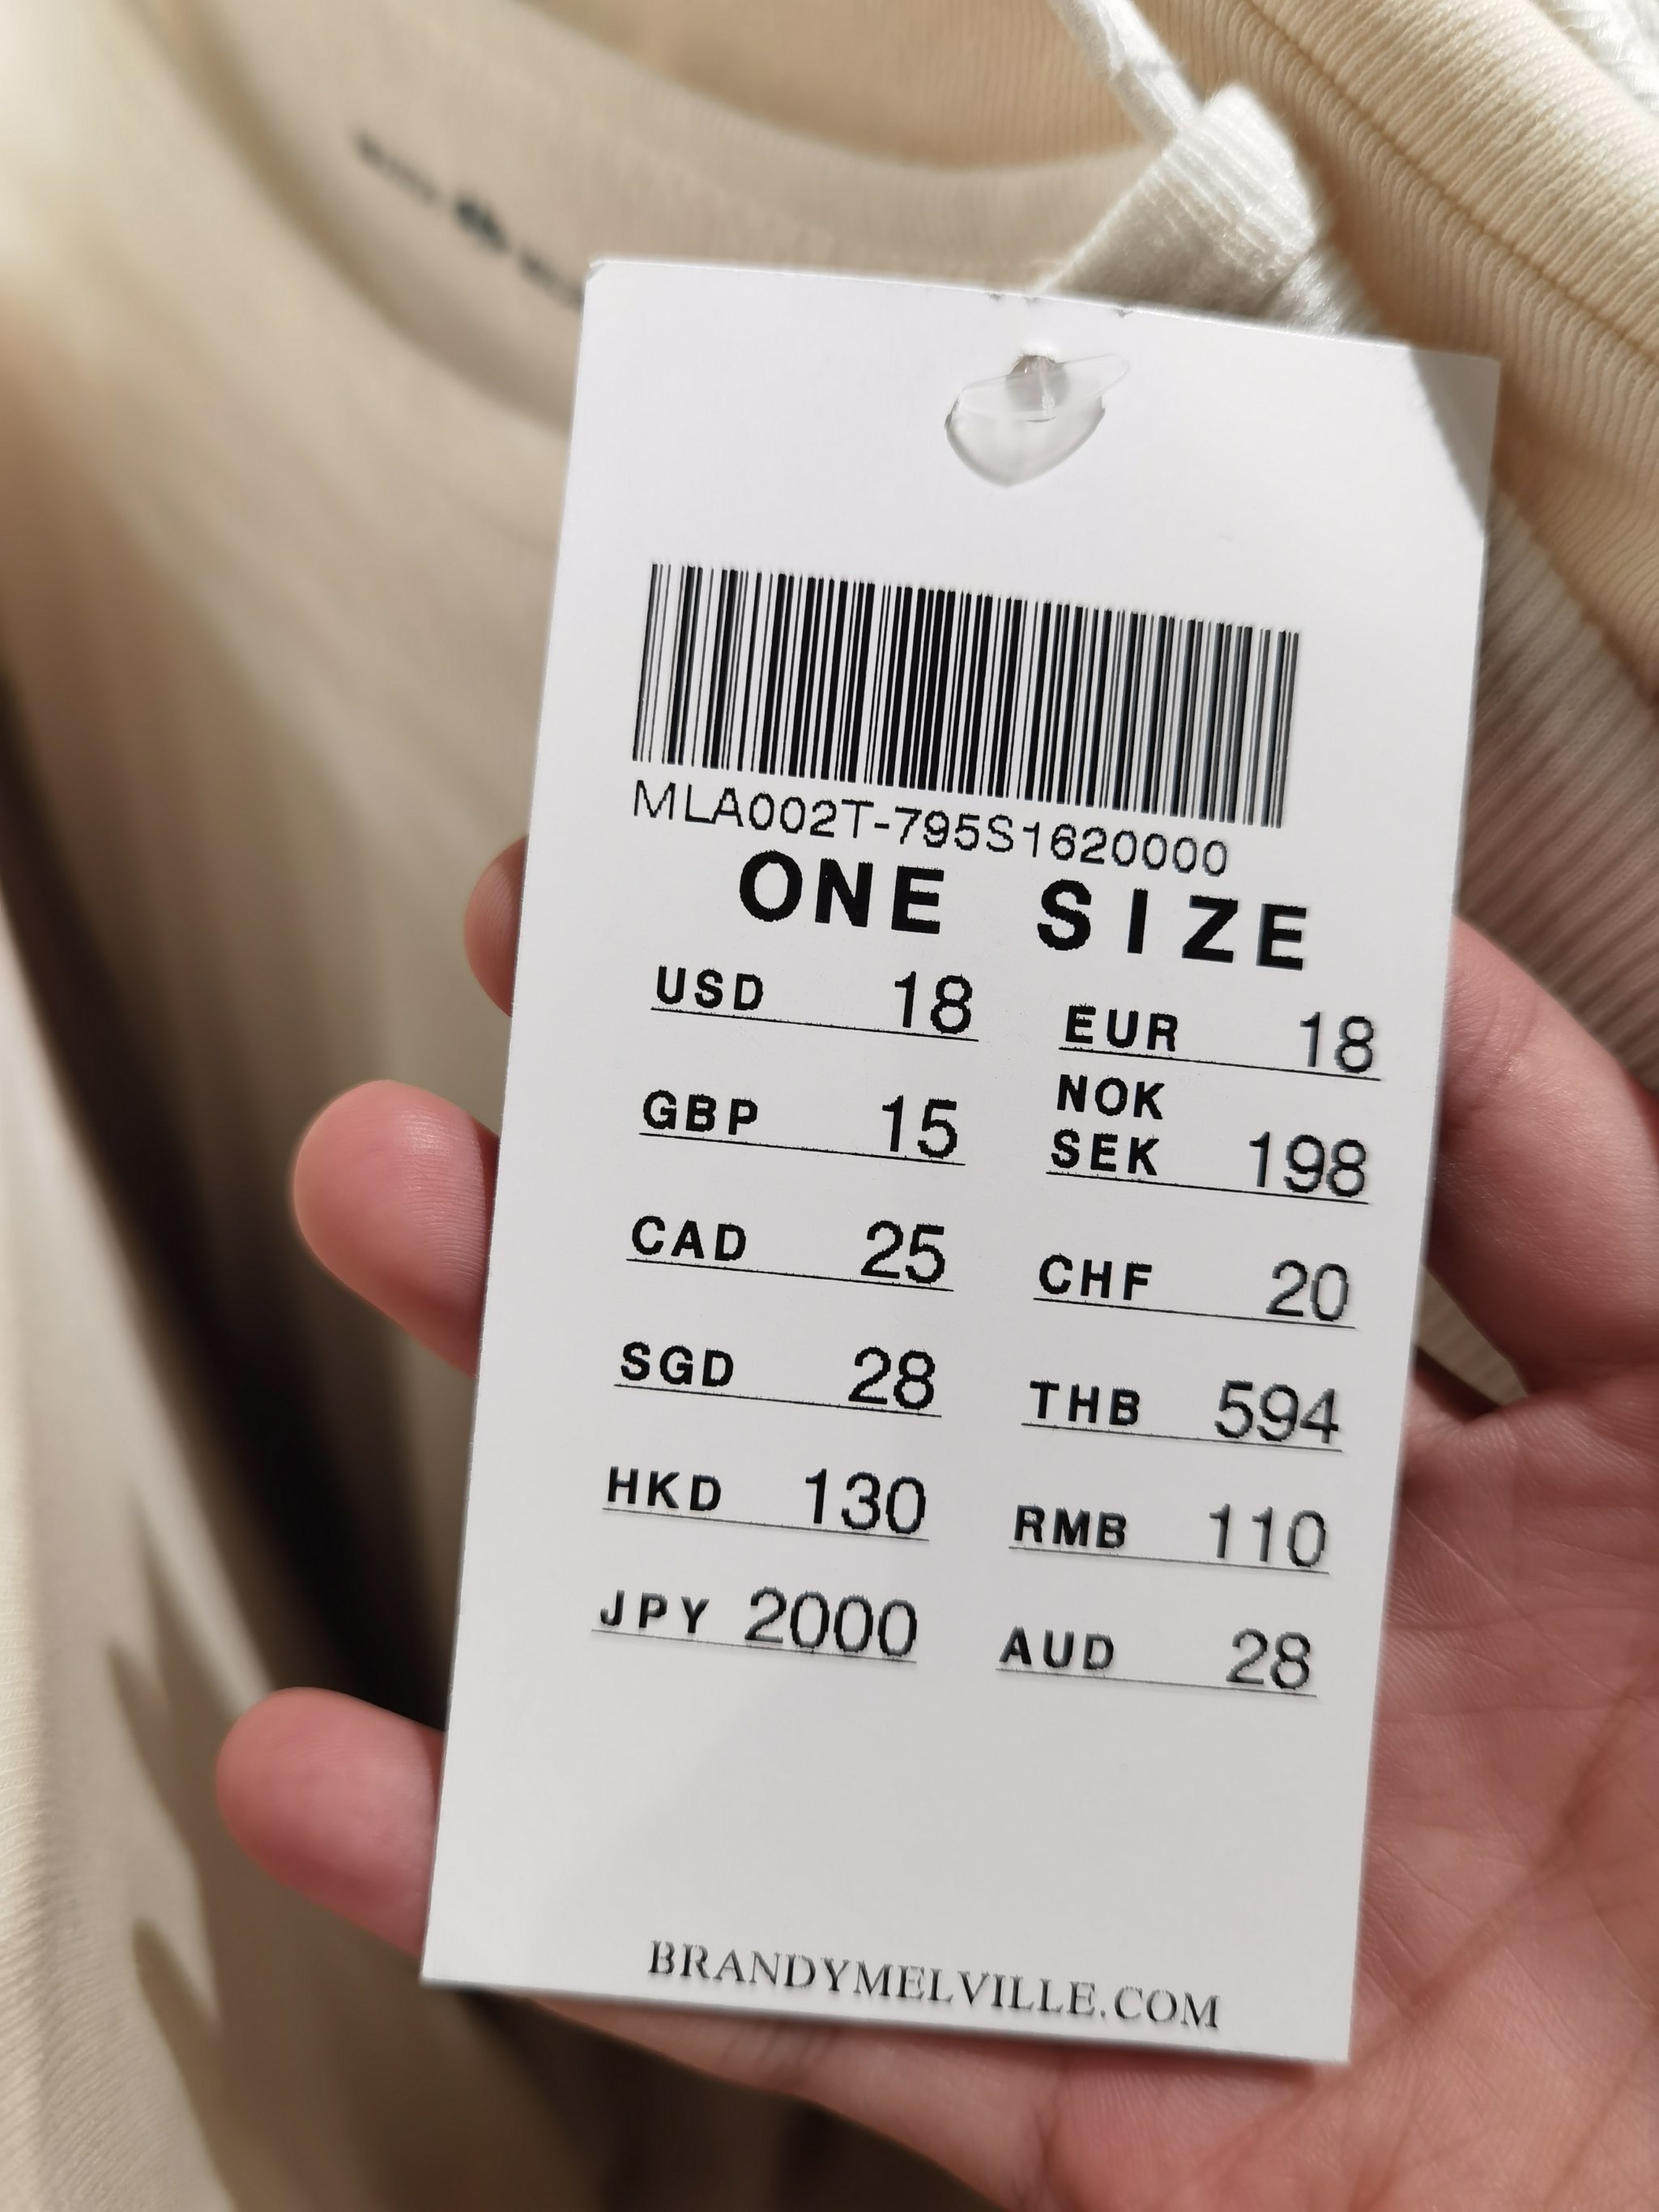 MLA002T-795S1620000
ONE SIZE
USD 18 EUR 18
NOK
GBP 15 SEK 198
CAD 25 CHF 20
SGD 28 THB 594
HKD 130 RMB 110
JPY 2000 AUD 28
BRANDYMELVILLE.COM